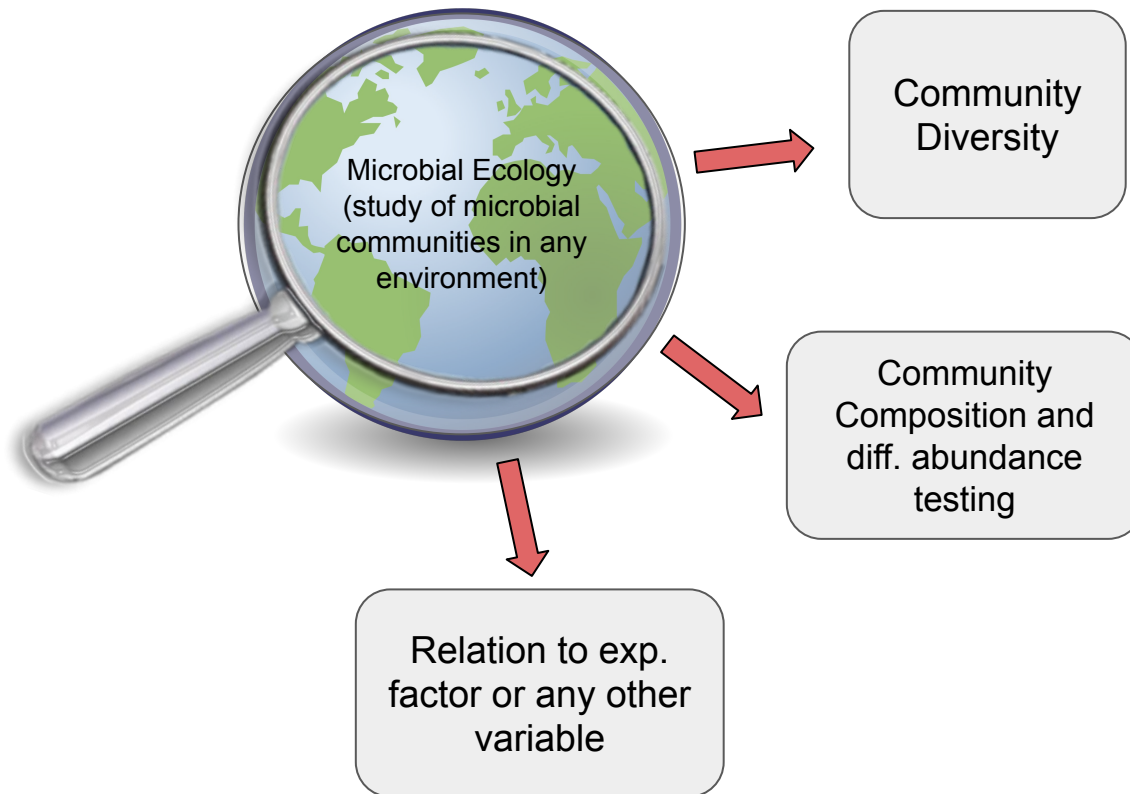 Microbial Ecology
(study of microbial
communities in any
environment)
Community
Diversity
Community
Composition and
diff. abundance
testing
Relation to exp.
factor or any other
variable